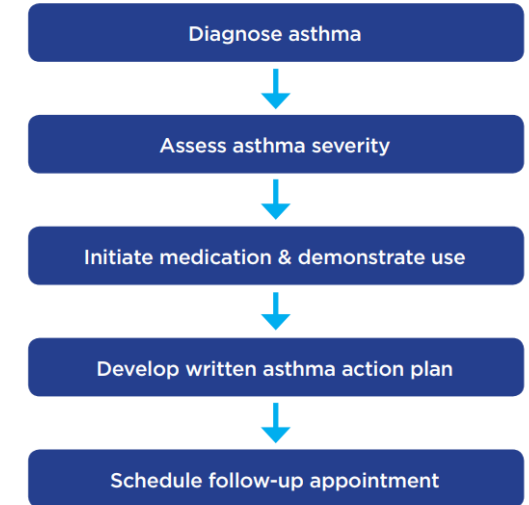 Diagnose asthma
Assess asthma severity
Initiate medication & demonstrate use
Develop written asthma action plan
Schedule follow-up appointment